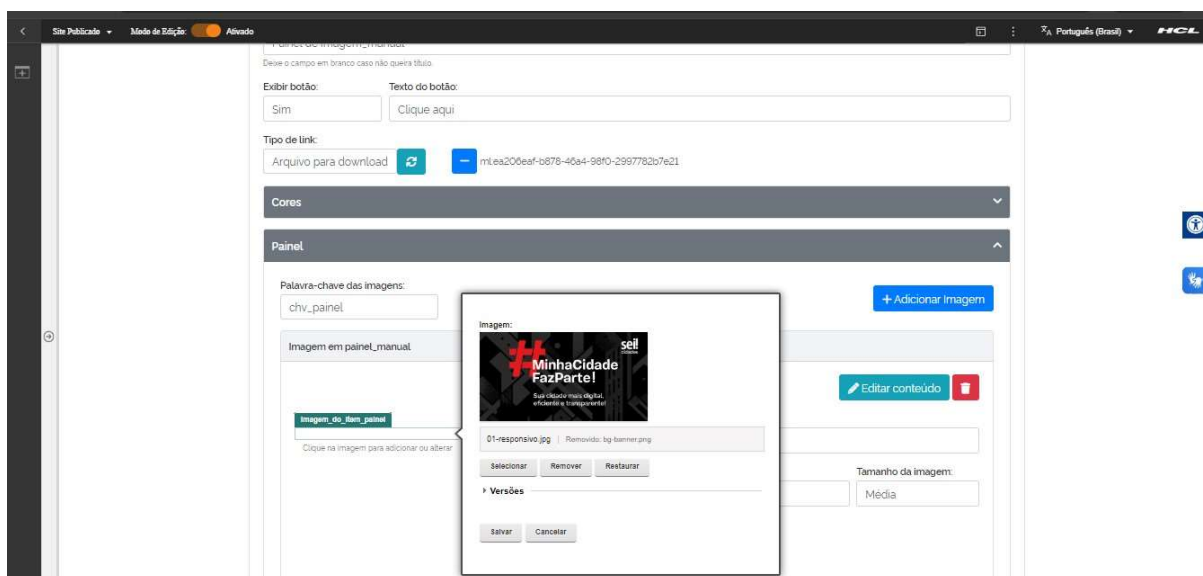 Site Publicado Modo de Edição: Ativado Português (Brasil) HCL
Painel de imagem_manual
Deixe o campo em branco caso não queira título.
Exibir botão: Texto do botão:
Sim Clique aqui
Tipo de link:
Arquivo para download ml:ea206eaf-b878-46a4-98f0-2997782b7e21
Cores
Painel
Palavra-chave das imagens:
chv_painel
+ Adicionar Imagem
Imagem em painel_manual
Editar conteúdo
Imagem_do_item_painel
Clique na imagem para adicionar ou alterar
Tamanho da imagem:
Média
Imagem:
sei!
cidades
#MinhaCidade
FazParte!
Sua cidade mais digital,
eficiente e transparente!
01-responsivo.jpg | Removido: bg-banner.png
Selecionar Remover Restaurar
Versões
Salvar Cancelar